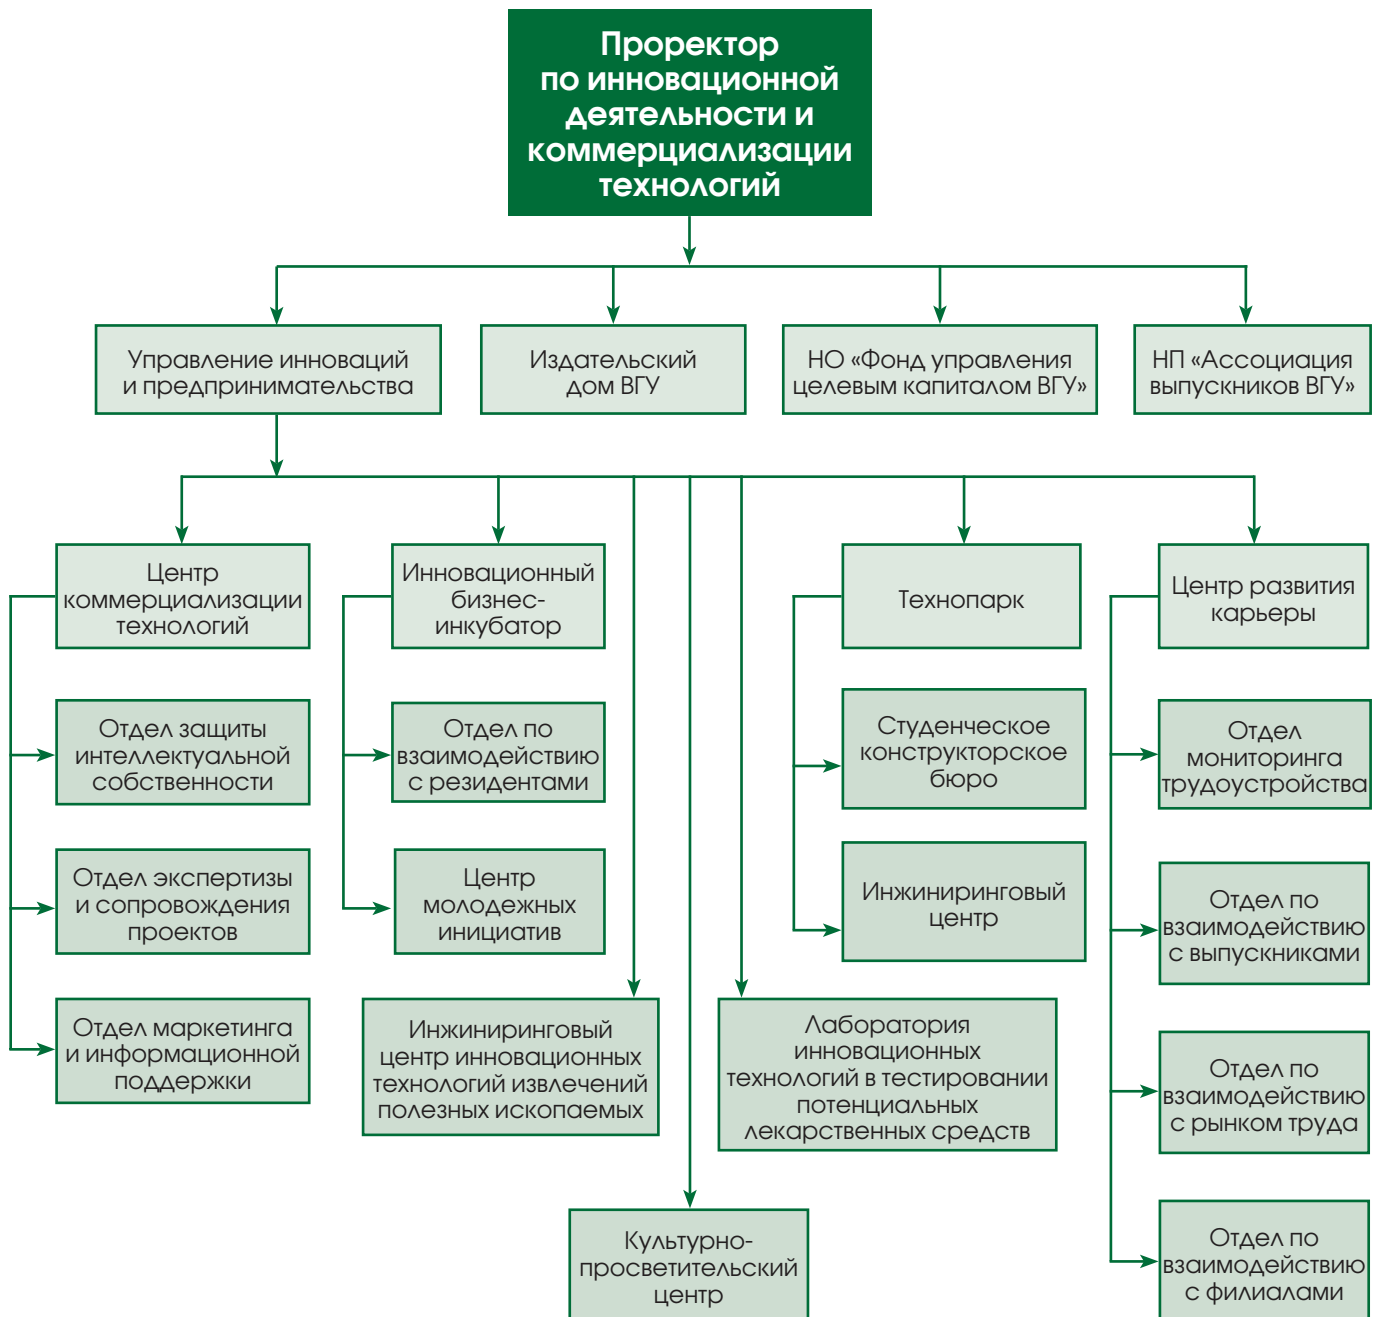 Проректор
по инновационной
деятельности и
коммерциализации
технологий
Управление инноваций
и предпринимательства
Издательский
дом ВГУ
НО «Фонд управления
целевым капиталом ВГУ»
НП «Ассоциация
выпускников ВГУ»
Центр
коммерциализации
технологий
Инновационный
бизнес-
инкубатор
Технопарк
Центр развития
карьеры
Отдел защиты
интеллектуальной
собственности
Отдел по
взаимодействию
с резидентами
Студенческое
конструкторское
бюро
Отдел
мониторинга
трудоустройства
Отдел экспертизы
и сопровождения
проектов
Центр
молодежных
инициатив
Инжиниринговый
центр
Отдел по
взаимодействию
с выпускниками
Отдел маркетинга
и информационной
поддержки
Инжиниринговый
центр инновационных
технологий извлечений
полезных ископаемых
Лаборатория
инновационных
технологий в тестировании
потенциальных
лекарственных средств
Отдел по
взаимодействию
с рынком труда
Культурно-
просветительский
центр
Отдел по
взаимодействию
с филиалами